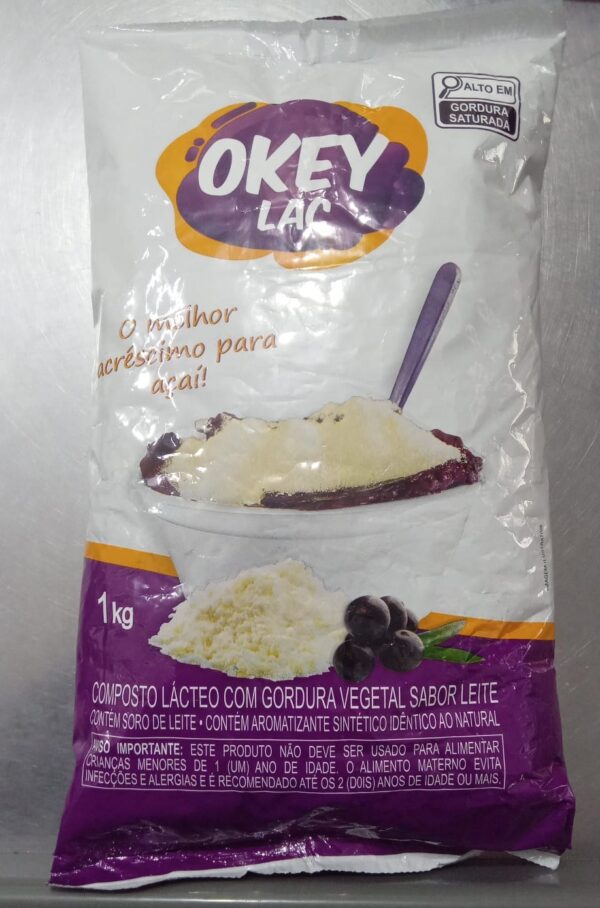 ALTO EM
GORDURA
SATURADA
OKEY
LAC
O melhor
acréscimo para
açaí!
1 kg
COMPOSTO LÁCTEO COM GORDURA VEGETAL SABOR LEITE
CONTÉM SORO DE LEITE • CONTÉM AROMATIZANTE SINTÉTICO IDÊNTICO AO NATURAL
AVISO IMPORTANTE: ESTE PRODUTO NÃO DEVE SER USADO PARA ALIMENTAR
CRIANÇAS MENORES DE 1 (UM) ANO DE IDADE. O ALIMENTO MATERNO EVITA
INFECÇÕES E ALERGIAS E É RECOMENDADO ATÉ OS 2 (DOIS) ANOS DE IDADE OU MAIS.